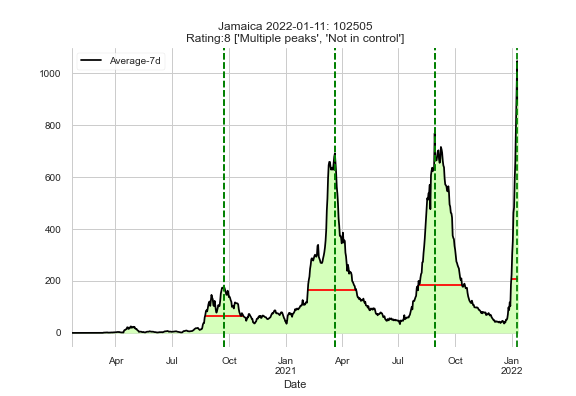 Jamaica 2022-01-11: 102505
Rating:8 ['Multiple peaks', 'Not in control']
Average-7d
1000
800
600
400
200
0
Apr Jul Oct Jan Apr Jul Oct Jan
2021 2022
Date